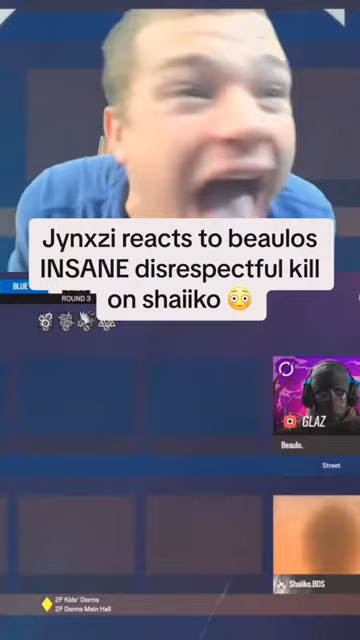 Jynxzi reacts to beaulos
INSANE disrespectful kill
on shaiiko 😳
BLUE
ROUND 3
GLAZ
Beaulo.
Street
Shaiiko.BDS
2F Kids' Dorms
2F Dorms Main Hall